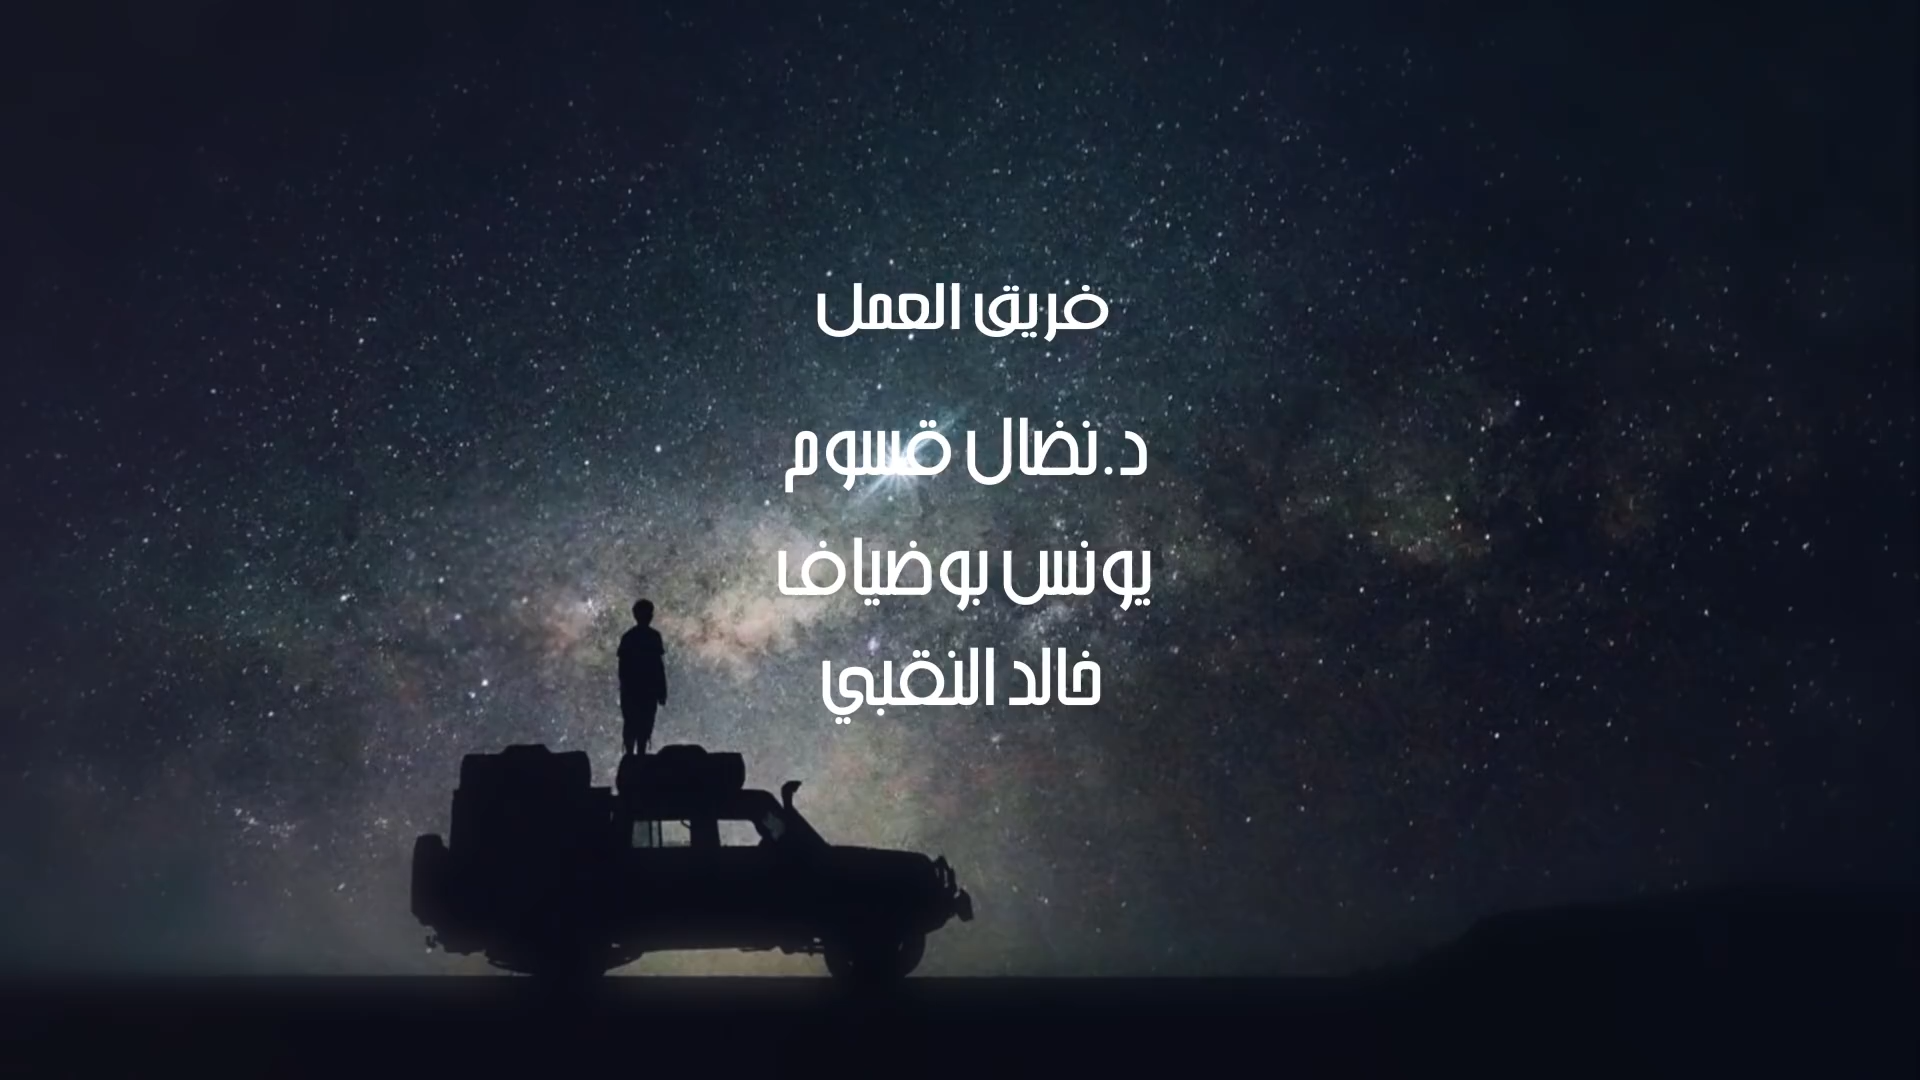 فريق العمل
د.نضال قسوم
يونس بوضياف
خالد النقبي